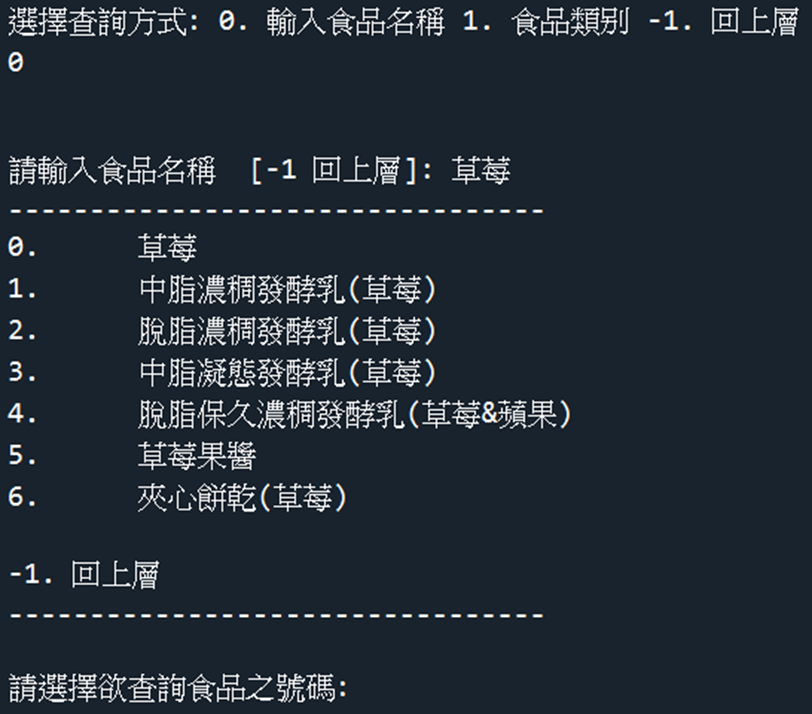 選擇查詢方式: 0. 輸入食品名稱 1. 食品類別 -1. 回上層
0
請輸入食品名稱 [-1 回上層]: 草莓
---------------------------------
0. 草莓
1. 中脂濃稠發酵乳(草莓)
2. 脫脂濃稠發酵乳(草莓)
3. 中脂凝態發酵乳(草莓)
4. 脫脂保久濃稠發酵乳(草莓&蘋果)
5. 草莓果醬
6. 夾心餅乾(草莓)
-1. 回上層
---------------------------------
請選擇欲查詢食品之號碼: